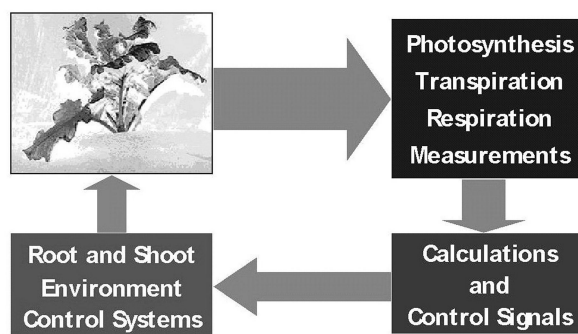 Photosynthesis
Transpiration
Respiration
Measurements
Root and Shoot
Environment
Control Systems
Calculations
and
Control Signals